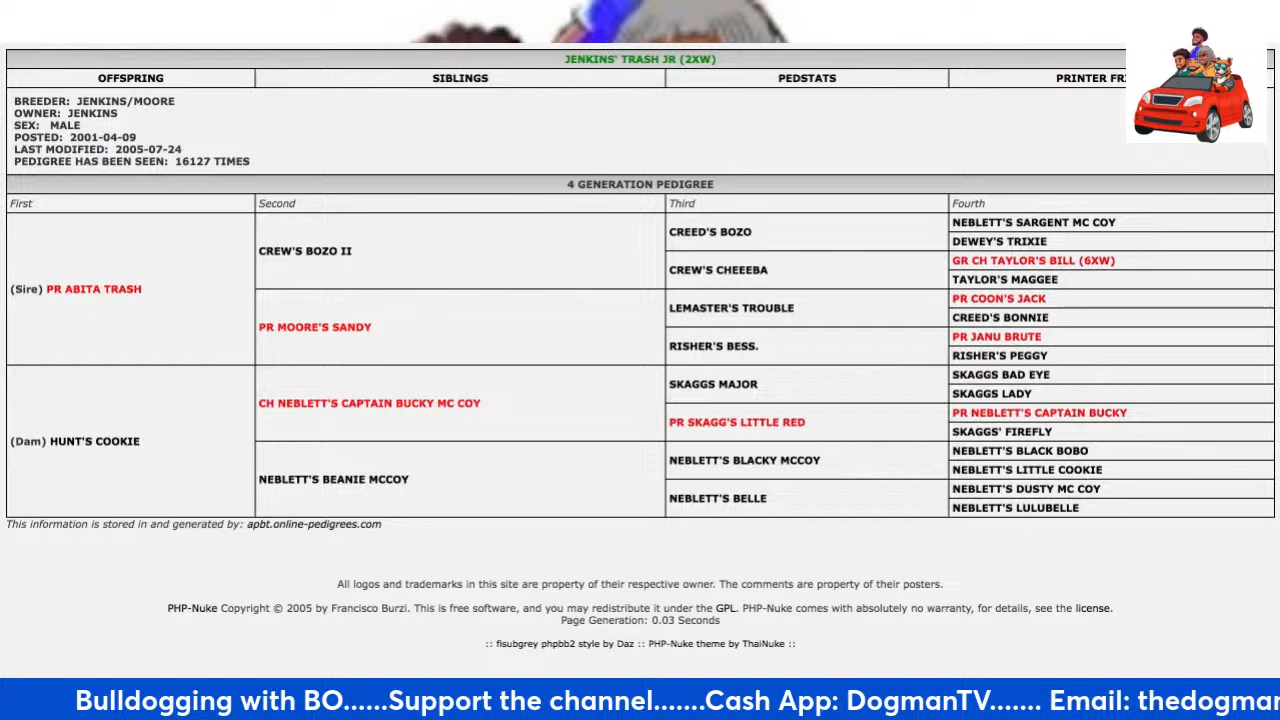 JENKINS' TRASH JR (2XW)
OFFSPRING SIBLINGS PEDSTATS PRINTER FRI
BREEDER: JENKINS/MOORE
OWNER: JENKINS
SEX: MALE
POSTED: 2001-04-09
LAST MODIFIED: 2005-07-24
PEDIGREE HAS BEEN SEEN: 16127 TIMES
4 GENERATION PEDIGREE
First Second Third Fourth
(Sire) PR ABITA TRASH
CREW'S BOZO II
PR MOORE'S SANDY
CREED'S BOZO
CREW'S CHEEEBA
LEMASTER'S TROUBLE
RISHER'S BESS.
NEBLETT'S SARGENT MC COY
DEWEY'S TRIXIE
GR CH TAYLOR'S BILL (6XW)
TAYLOR'S MAGGEE
PR COON'S JACK
CREED'S BONNIE
PR JANU BRUTE
RISHER'S PEGGY
(Dam) HUNT'S COOKIE
CH NEBLETT'S CAPTAIN BUCKY MC COY
NEBLETT'S BEANIE MCCOY
SKAGGS MAJOR
PR SKAGG'S LITTLE RED
NEBLETT'S BLACKY MCCOY
NEBLETT'S BELLE
SKAGGS BAD EYE
SKAGGS LADY
PR NEBLETT'S CAPTAIN BUCKY
SKAGGS' FIREFLY
NEBLETT'S BLACK BOBO
NEBLETT'S LITTLE COOKIE
NEBLETT'S DUSTY MC COY
NEBLETT'S LULUBELLE
This information is stored in and generated by: apbt.online-pedigrees.com
All logos and trademarks in this site are property of their respective owner. The comments are property of their posters.
PHP-Nuke Copyright © 2005 by Francisco Burzi. This is free software, and you may redistribute it under the GPL. PHP-Nuke comes with absolutely no warranty, for details, see the license.
Page Generation: 0.03 Seconds
:: fisubgrey phpbb2 style by Daz :: PHP-Nuke theme by ThaiNuke ::
Bulldogging with BO......Support the channel.......Cash App: DogmanTV....... Email: thedogman